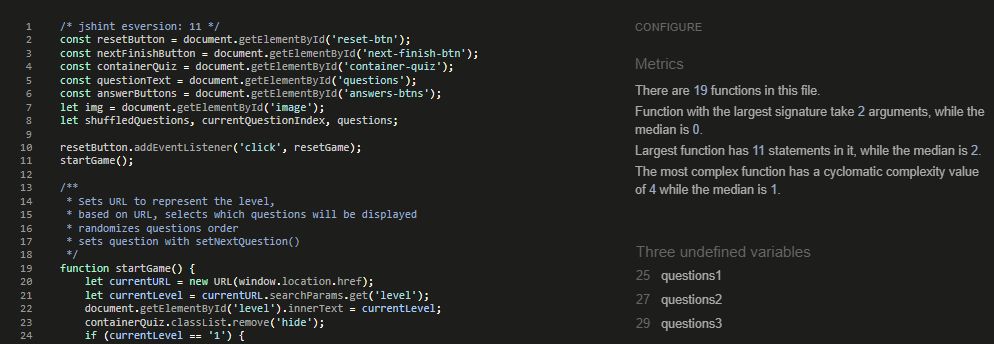 1 /* jshint esversion: 11 */
2 const resetButton = document.getElementById('reset-btn');
3 const nextFinishButton = document.getElementById('next-finish-btn');
4 const containerQuiz = document.getElementById('container-quiz');
5 const questionText = document.getElementById('questions');
6 const answerButtons = document.getElementById('answers-btns');
7 let img = document.getElementById('image');
8 let shuffledQuestions, currentQuestionIndex, questions;
9
10 resetButton.addEventListener('click', resetGame);
11 startGame();
12
13 /**
14 * Sets URL to represent the level,
15 * based on URL, selects which questions will be displayed
16 * randomizes questions order
17 * sets question with setNextQuestion()
18 */
19 function startGame() {
20 let currentURL = new URL(window.location.href);
21 let currentLevel = currentURL.searchParams.get('level');
22 document.getElementById('level').innerText = currentLevel;
23 containerQuiz.classList.remove('hide');
24 if (currentLevel == '1') {
CONFIGURE
Metrics
There are 19 functions in this file.
Function with the largest signature take 2 arguments, while the
median is 0.
Largest function has 11 statements in it, while the median is 2.
The most complex function has a cyclomatic complexity value
of 4 while the median is 1.
Three undefined variables
25 questions1
27 questions2
29 questions3